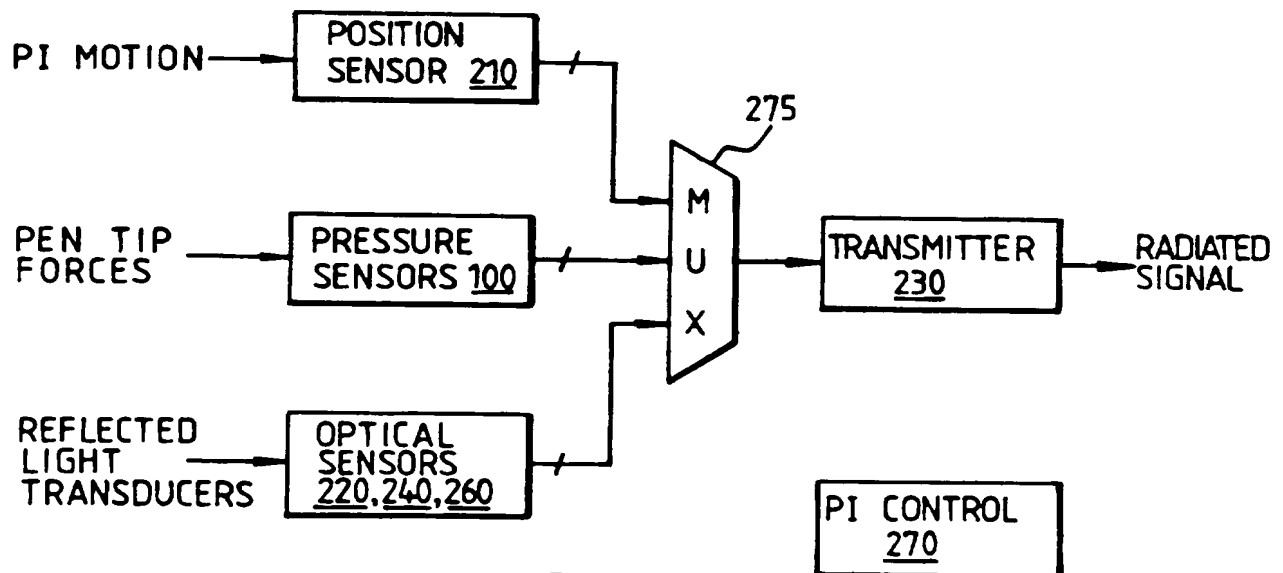 PI MOTION
POSITION
SENSOR 210
275
PEN TIP
FORCES
PRESSURE
SENSORS 100
M
U
X
TRANSMITTER
230
RADIATED
SIGNAL
REFLECTED
LIGHT
TRANSDUCERS
OPTICAL
SENSORS
220, 240, 260
PI CONTROL
270